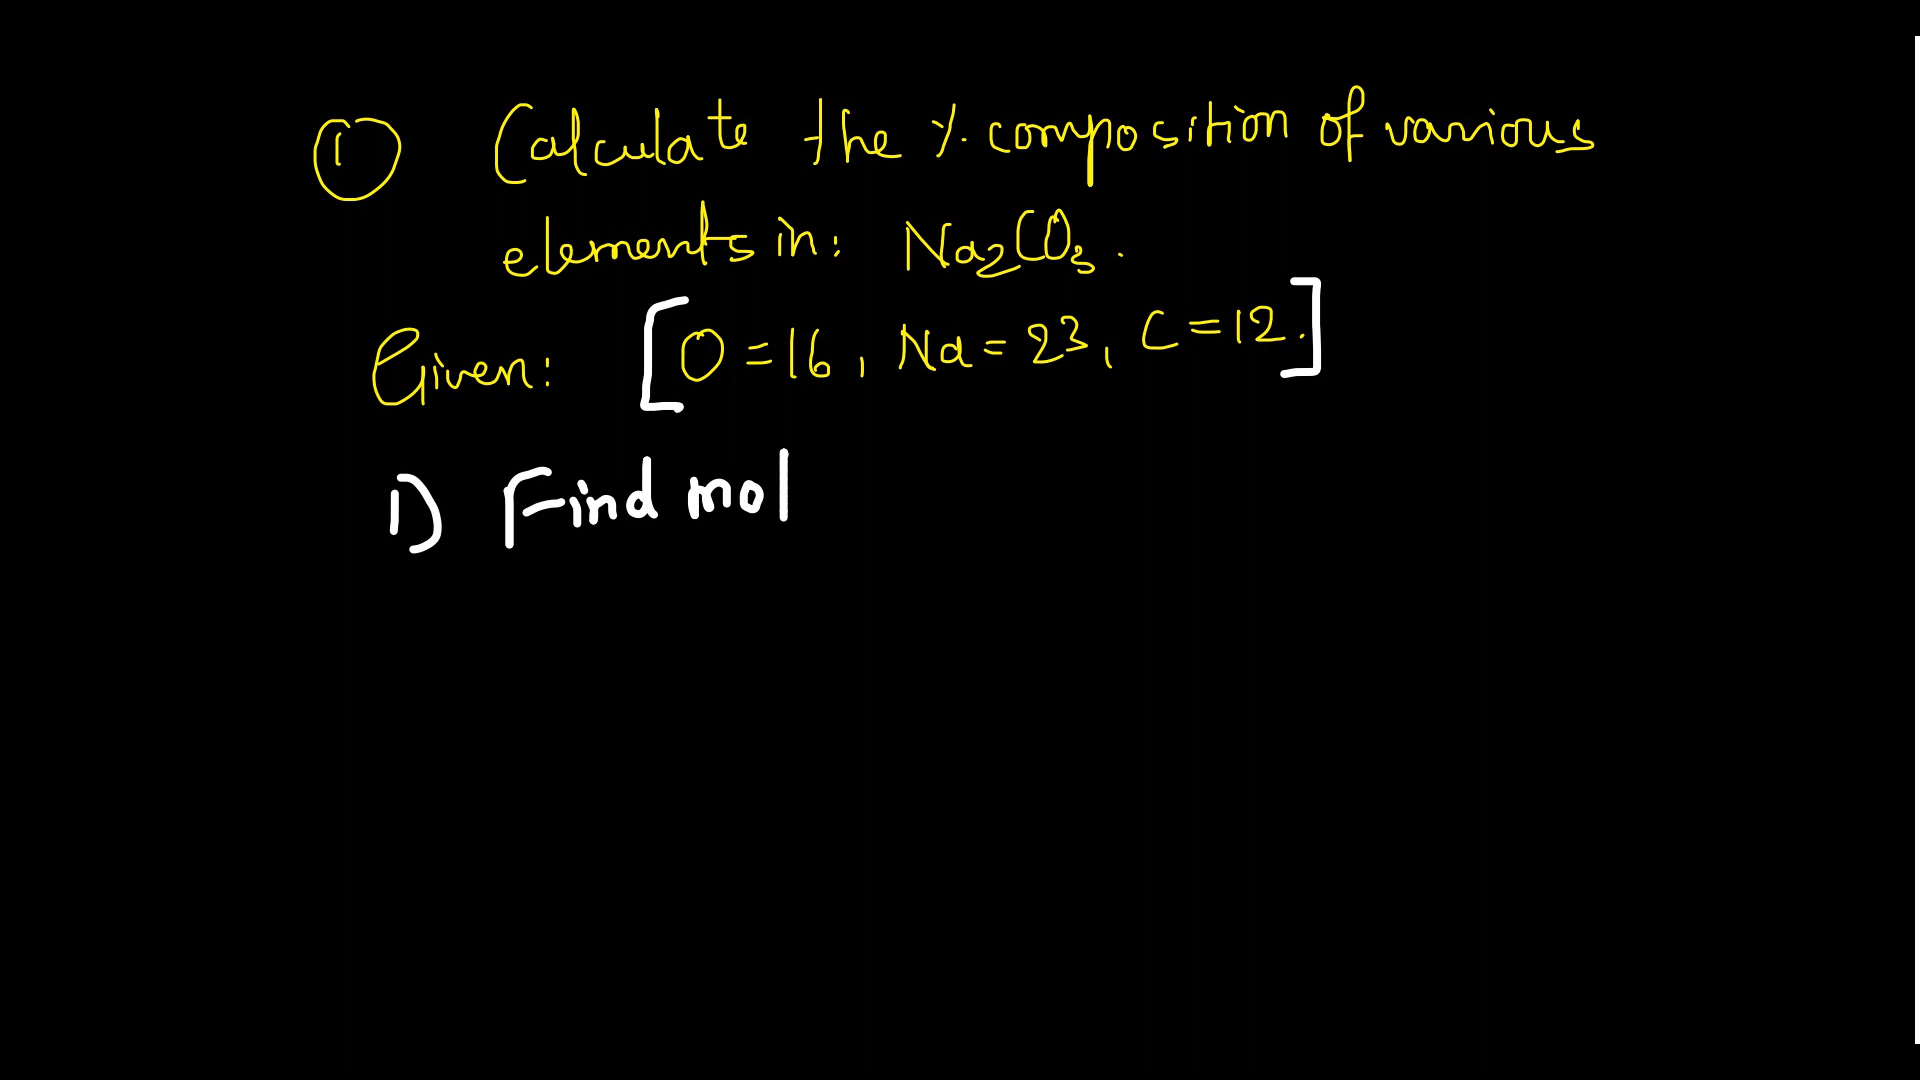 ① Calculate the % composition of various
elements in: Na₂CO₃.
Given: [O = 16, Na = 23, C = 12.]
1) Find mol